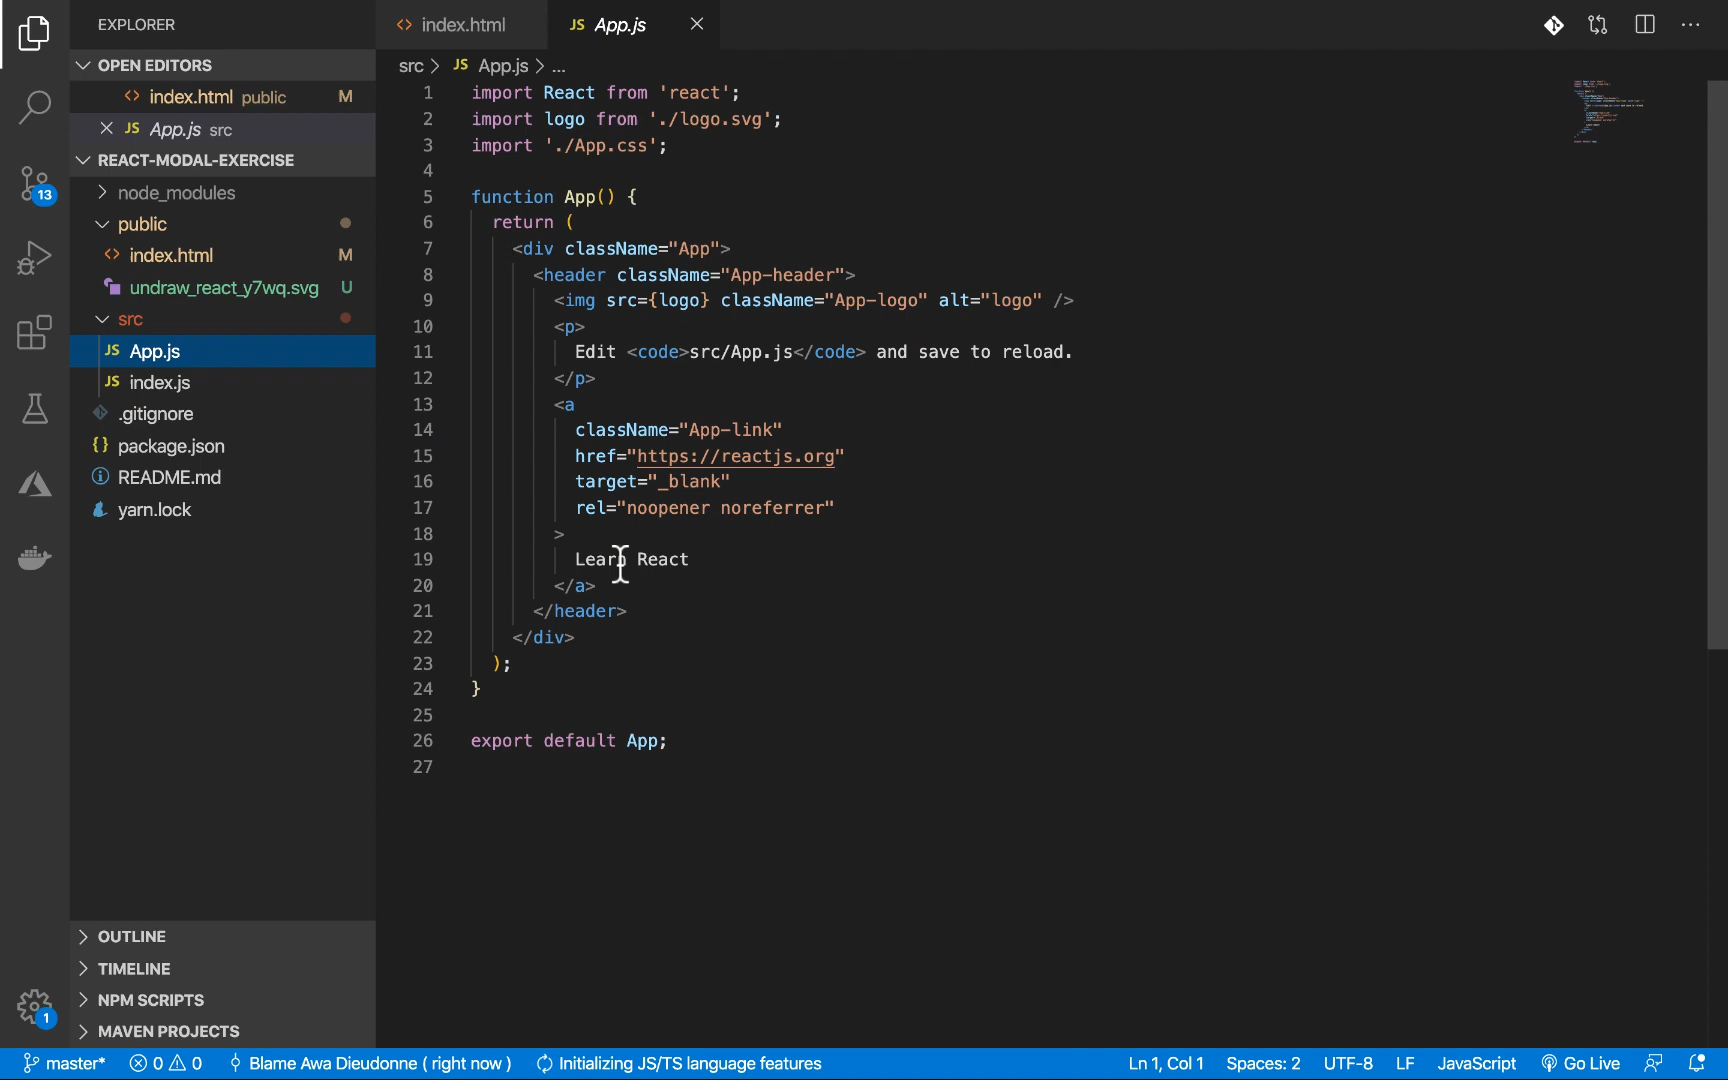 EXPLORER
OPEN EDITORS
index.html public M
App.js src
REACT-MODAL-EXERCISE
node_modules
public
index.html M
undraw_react_y7wq.svg U
src
App.js
index.js
.gitignore
package.json
README.md
yarn.lock
OUTLINE
TIMELINE
NPM SCRIPTS
MAVEN PROJECTS
13
1
index.html
JS App.js
src > JS App.js > ...
1 import React from 'react';
2 import logo from './logo.svg';
3 import './App.css';
4
5 function App() {
6 return (
7 <div className="App">
8 <header className="App-header">
9 <img src={logo} className="App-logo" alt="logo" />
10 <p>
11 Edit <code>src/App.js</code> and save to reload.
12 </p>
13 <a
14 className="App-link"
15 href="https://reactjs.org"
16 target="_blank"
17 rel="noopener noreferrer"
18 >
19 Learn React
20 </a>
21 </header>
22 </div>
23 );
24 }
25
26 export default App;
27
master* 0 0 Blame Awa Dieudonne ( right now ) Initializing JS/TS language features Ln 1, Col 1 Spaces: 2 UTF-8 LF JavaScript Go Live